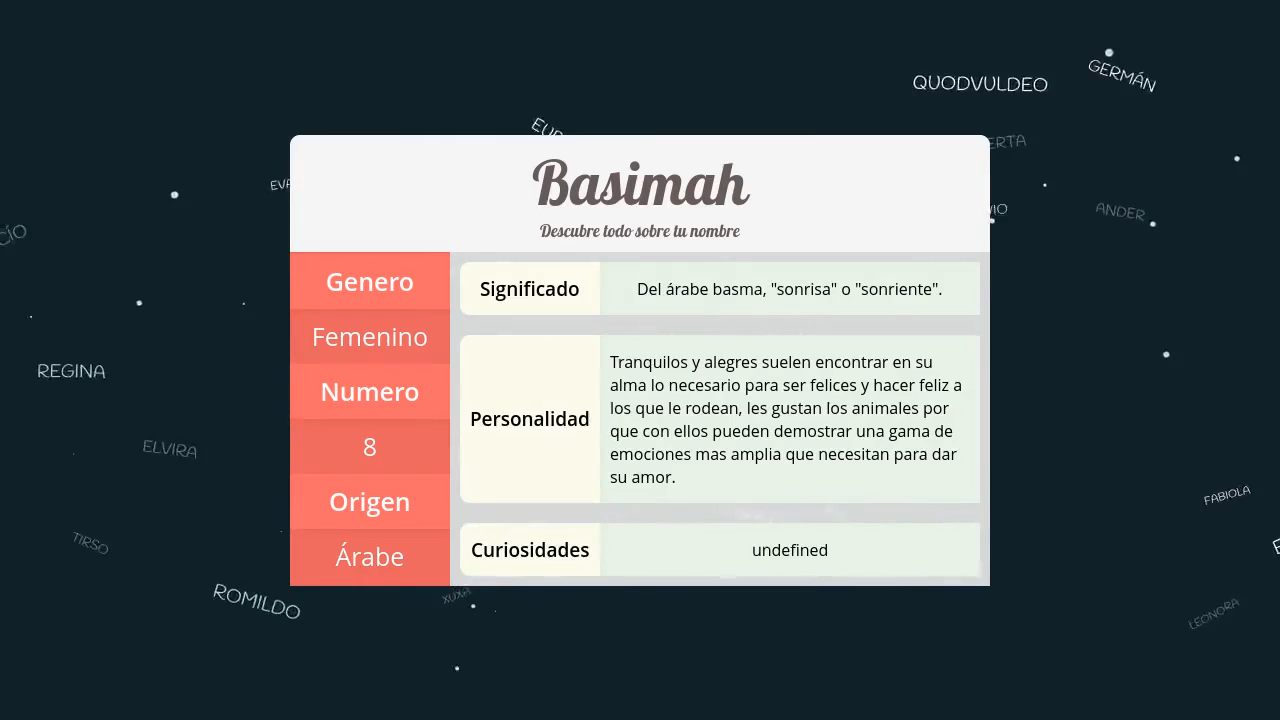 QUODVULDEO
GERMÁN
ERTA
EVA
Basimah
Descubre todo sobre tu nombre
ANDER
REGINA
ELVIRA
TIRSO
ROMILDO
XUXA
FABIOLA
LEONORA
Genero
Femenino
Numero
8
Origen
Árabe
Significado
Del árabe basma, "sonrisa" o "sonriente".
Personalidad
Tranquilos y alegres suelen encontrar en su
alma lo necesario para ser felices y hacer feliz a
los que le rodean, les gustan los animales por
que con ellos pueden demostrar una gama de
emociones mas amplia que necesitan para dar
su amor.
Curiosidades
undefined